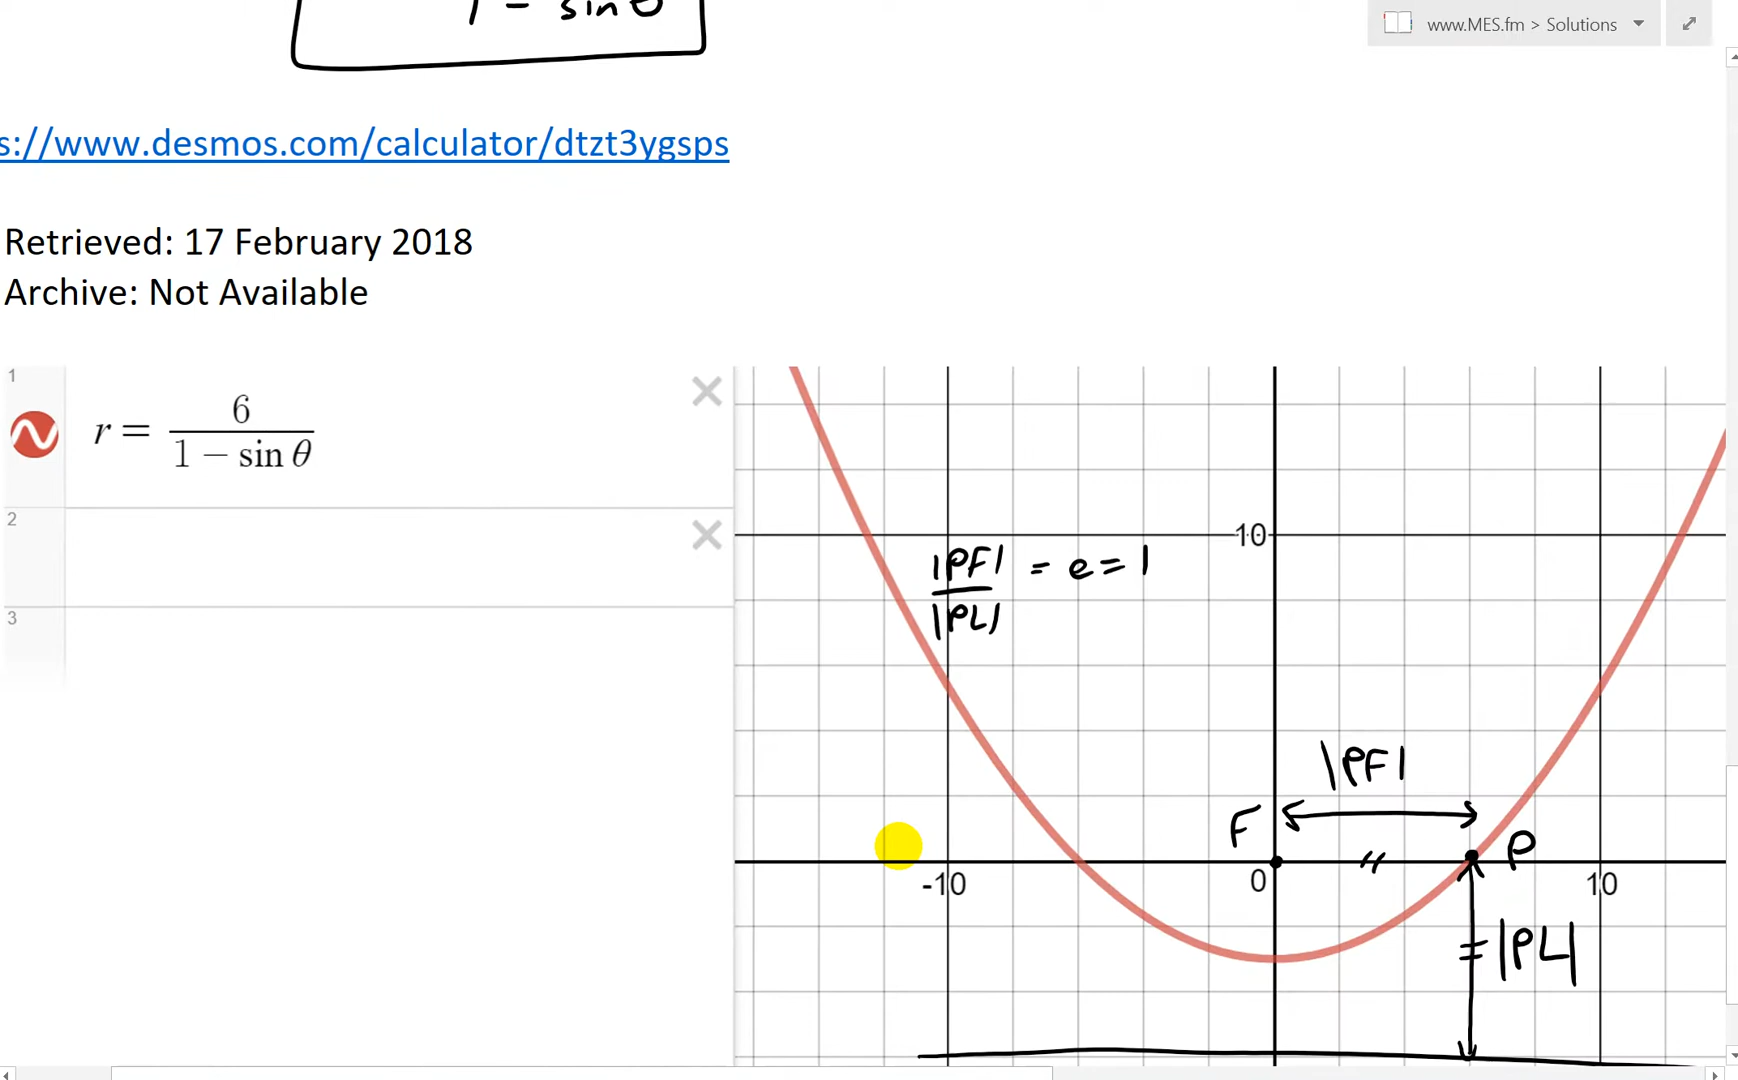 1 - sin θ
www.MES.fm > Solutions
s://www.desmos.com/calculator/dtzt3ygsps
Retrieved: 17 February 2018
Archive: Not Available
1
r = 6 / (1 − sin θ)
2
3
10
|PF| / |PL| = e = 1
|PF|
F
P
-10
0
10
= |PL|